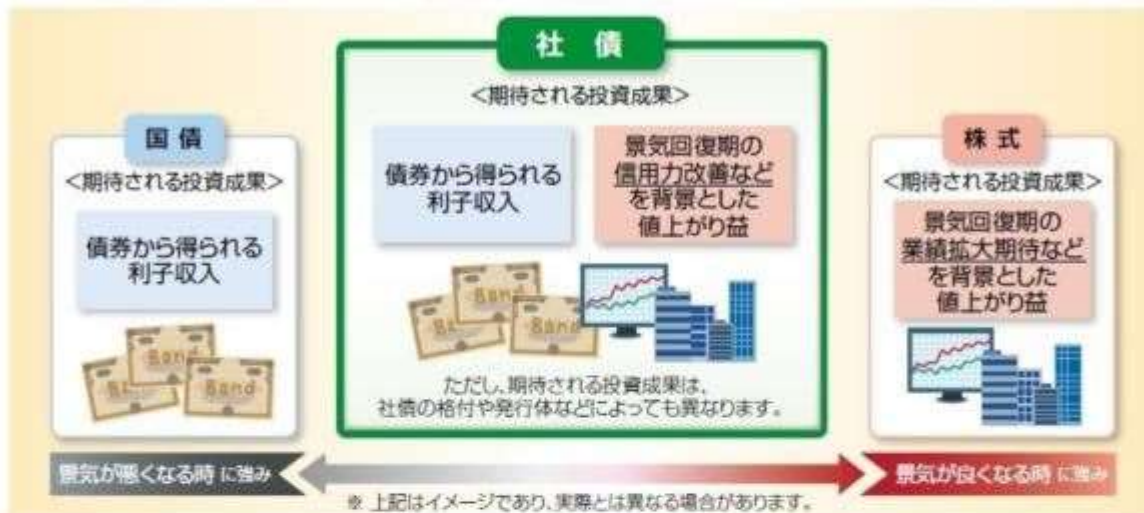 社債
<期待される投資成果>
債券から得られる
利子収入
景気回復期の
信用力改善など
を背景とした
値上がり益
Band
Band
Band
ただし、期待される投資成果は、
社債の格付や発行体などによっても異なります。
国債
<期待される投資成果>
債券から得られる
利子収入
Band
Band
株式
<期待される投資成果>
景気回復期の
業績拡大期待など
を背景とした
値上がり益
景気が悪くなる時に強み
景気が良くなる時に強み
※ 上記はイメージであり、実際とは異なる場合があります。